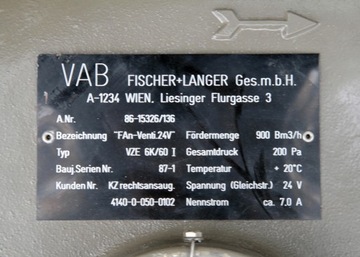 VAB FISCHER+LANGER Ges.m.b.H.
A-1234 WIEN, Liesinger Flurgasse 3
A.Nr. 86-15326/136
Bezeichnung "FAn-Venti.24V" Fördermenge 900 Bm3/h
Typ VZE 6K/60 I Gesamtdruck 200 Pa
Bauj.Serien Nr. 87-1 Temperatur + 20°C
Kunden Nr. KZ rechtsansaug. Spannung (Gleichstr.) 24 V
4140-0-050-0102 Nennstrom ca. 7.0 A